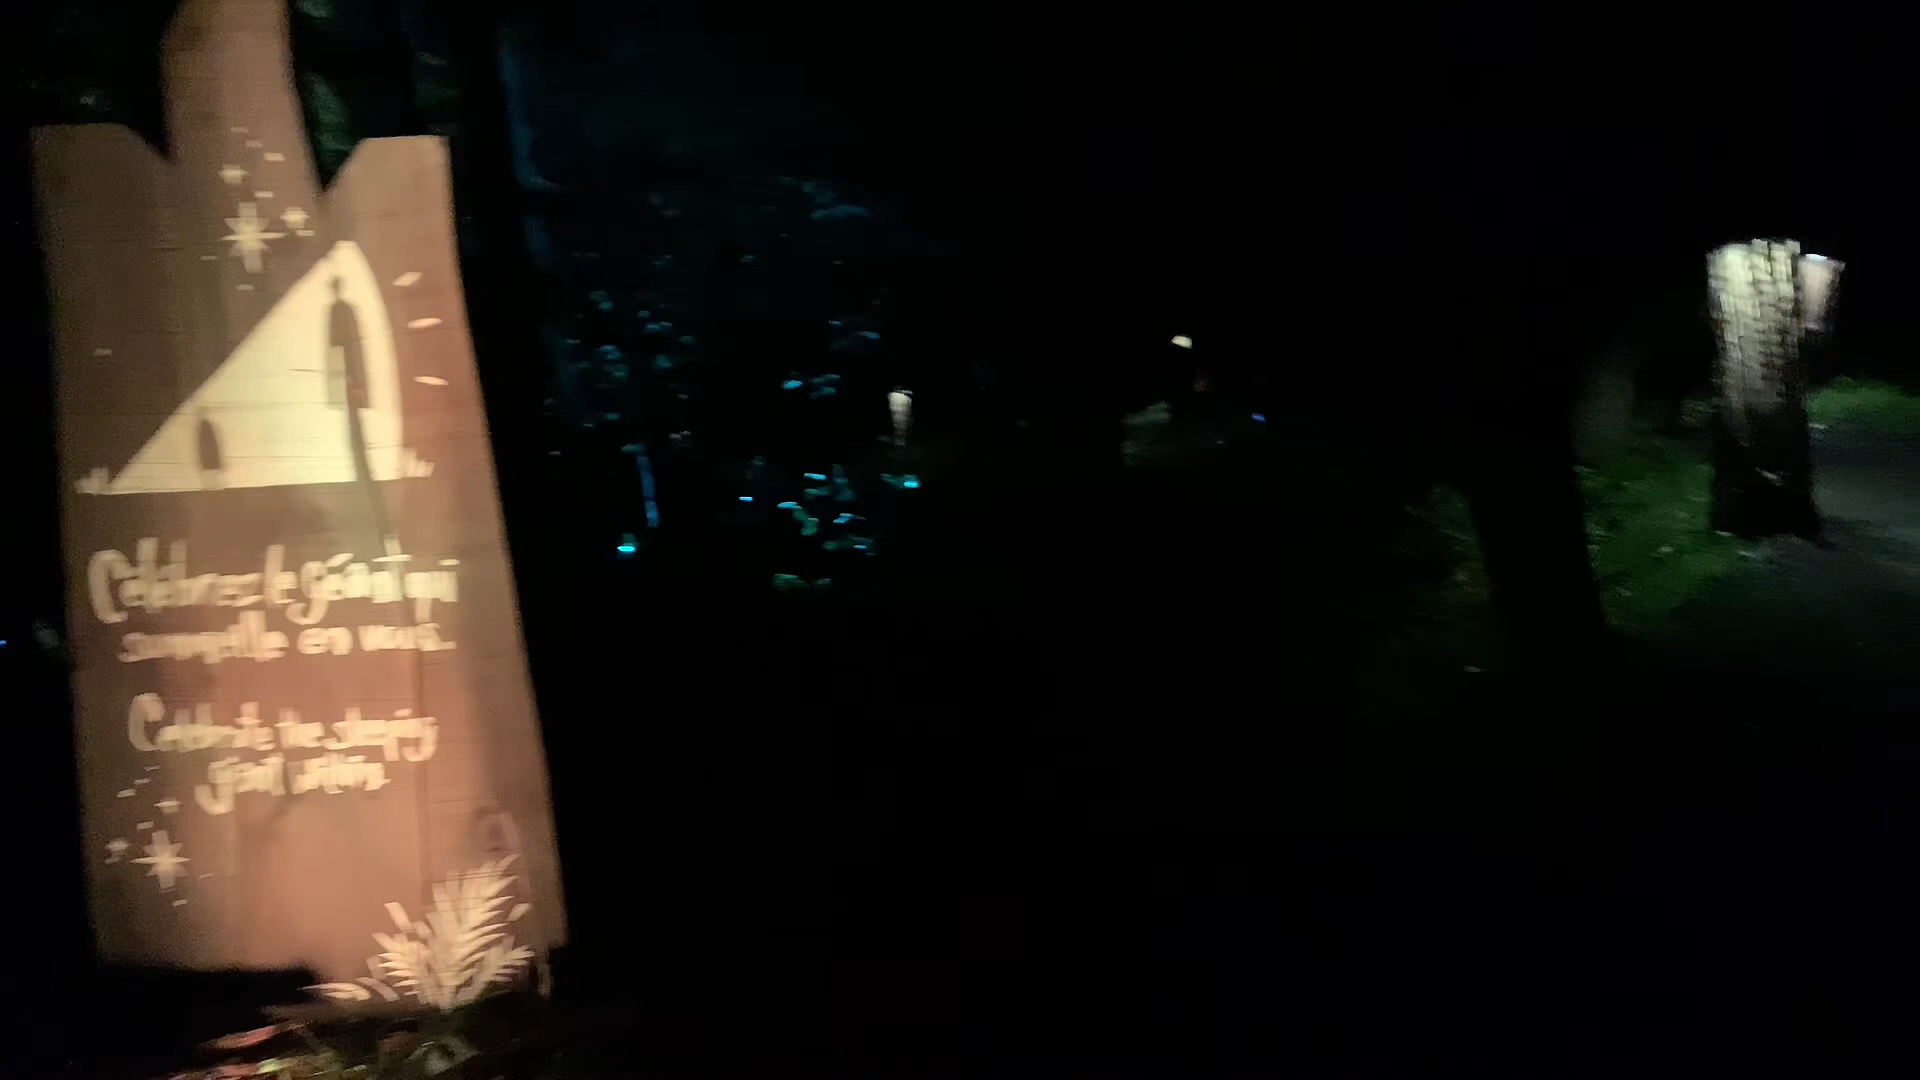 Célébrez le géant qui
sommeille en vous.
Celebrate the sleeping
giant within.